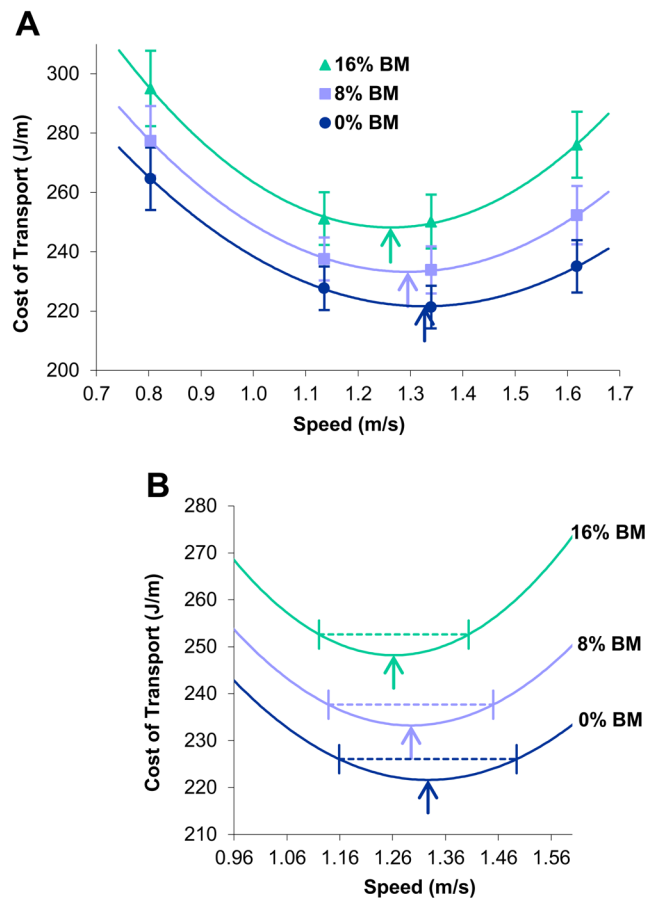 A
300
280
260
240
220
200
Cost of Transport (J/m)
16% BM
8% BM
0% BM
0.7 0.8 0.9 1.0 1.1 1.2 1.3 1.4 1.5 1.6 1.7
Speed (m/s)
B
280
270
260
250
240
230
220
210
Cost of Transport (J/m)
16% BM
8% BM
0% BM
0.96 1.06 1.16 1.26 1.36 1.46 1.56
Speed (m/s)